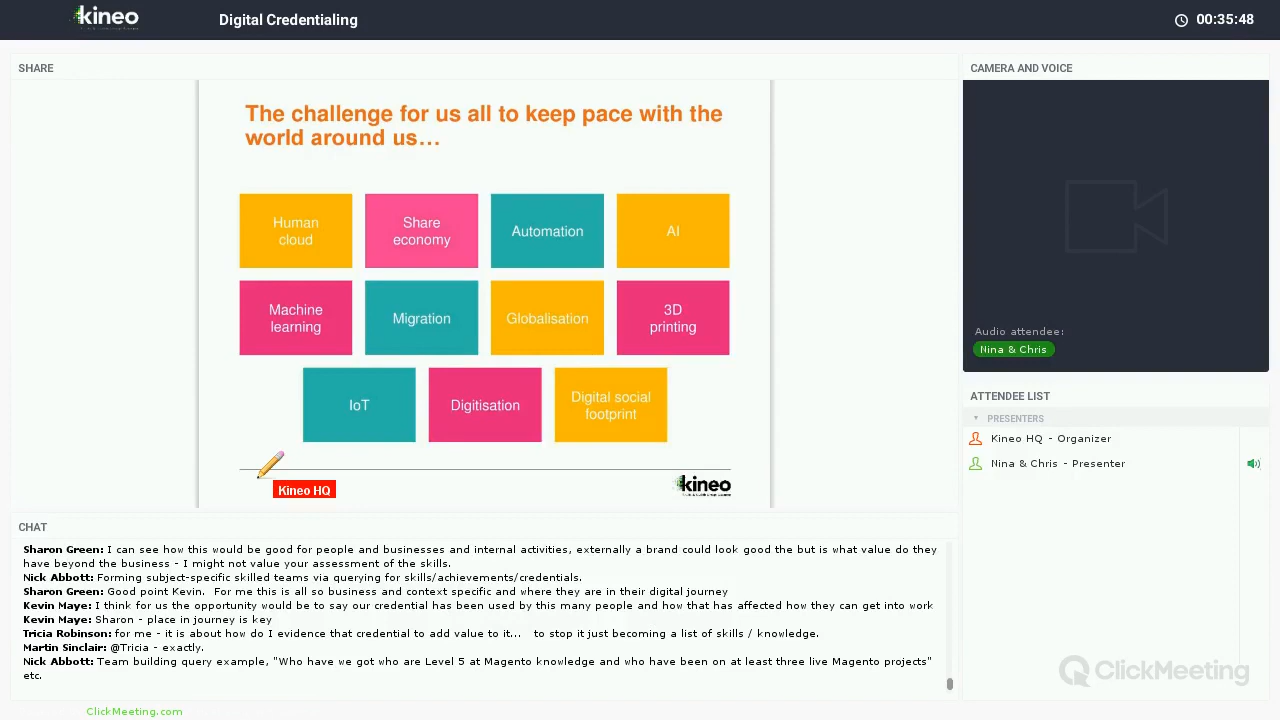 kineo
Digital Credentialing
00:35:48
SHARE
CAMERA AND VOICE
The challenge for us all to keep pace with the
world around us...
Human
cloud
Share
economy
Automation
AI
Machine
learning
Migration
Globalisation
3D
printing
IoT
Digitisation
Digital social
footprint
Kineo HQ
kineo
Audio attendee:
Nina & Chris
ATTENDEE LIST
PRESENTERS
Kineo HQ - Organizer
Nina & Chris - Presenter
CHAT
Sharon Green: I can see how this would be good for people and businesses and internal activities, externally a brand could look good the but is what value do they
have beyond the business - I might not value your assessment of the skills.
Nick Abbott: Forming subject-specific skilled teams via querying for skills/achievements/credentials.
Sharon Green: Good point Kevin. For me this is all so business and context specific and where they are in their digital journey
Kevin Maye: I think for us the opportunity would be to say our credential has been used by this many people and how that has affected how they can get into work
Kevin Maye: Sharon - place in journey is key
Tricia Robinson: for me - it is about how do I evidence that credential to add value to it... to stop it just becoming a list of skills / knowledge.
Martin Sinclair: @Tricia - exactly.
Nick Abbott: Team building query example, "Who have we got who are Level 5 at Magento knowledge and who have been on at least three live Magento projects"
etc.
ClickMeeting
ClickMeeting.com